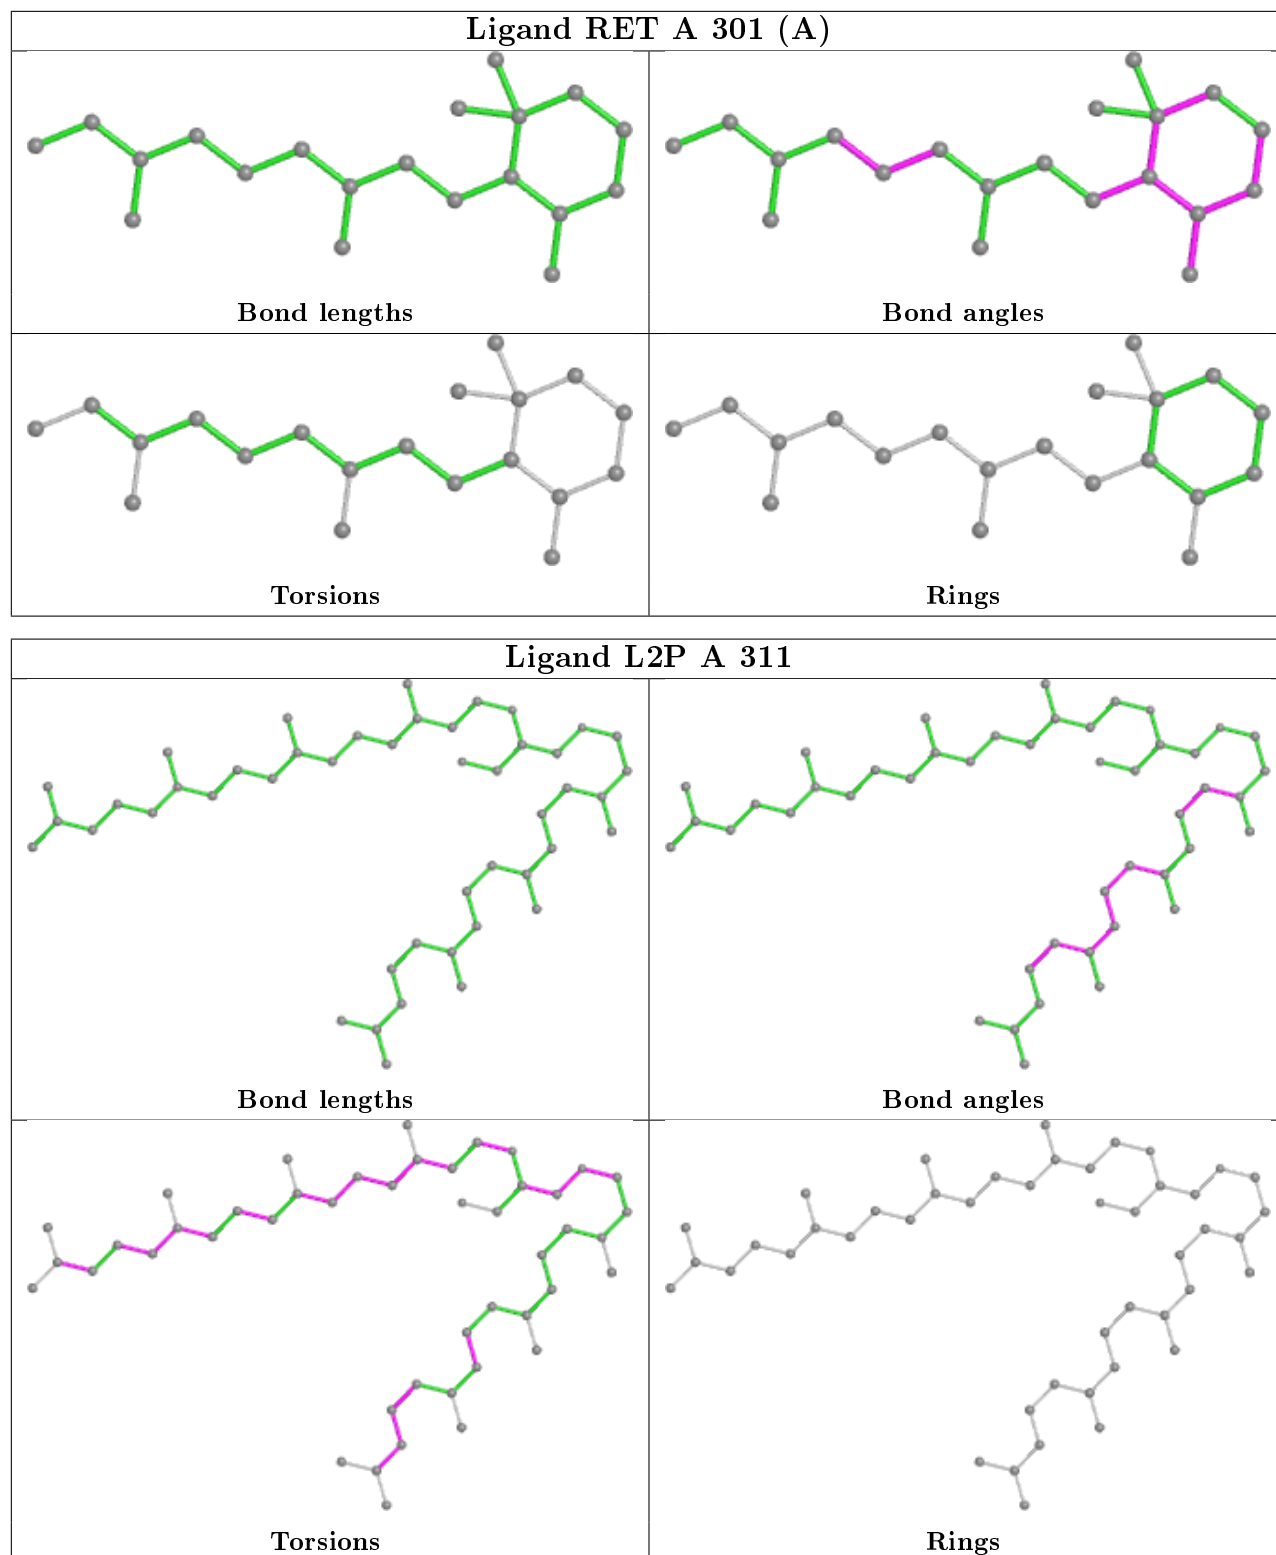 Ligand RET A 301 (A)
Bond lengths
Bond angles
Torsions
Rings
Ligand L2P A 311
Bond lengths
Bond angles
Torsions
Rings